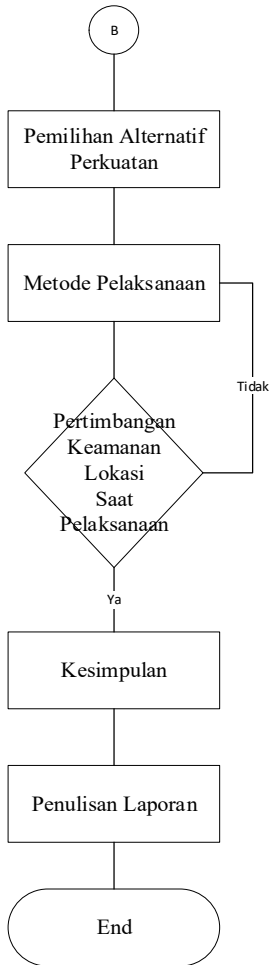 B
Pemilihan Alternatif
Perkuatan
Metode Pelaksanaan
Tidak
Pertimbangan
Keamanan
Lokasi
Saat
Pelaksanaan
Ya
Kesimpulan
Penulisan Laporan
End